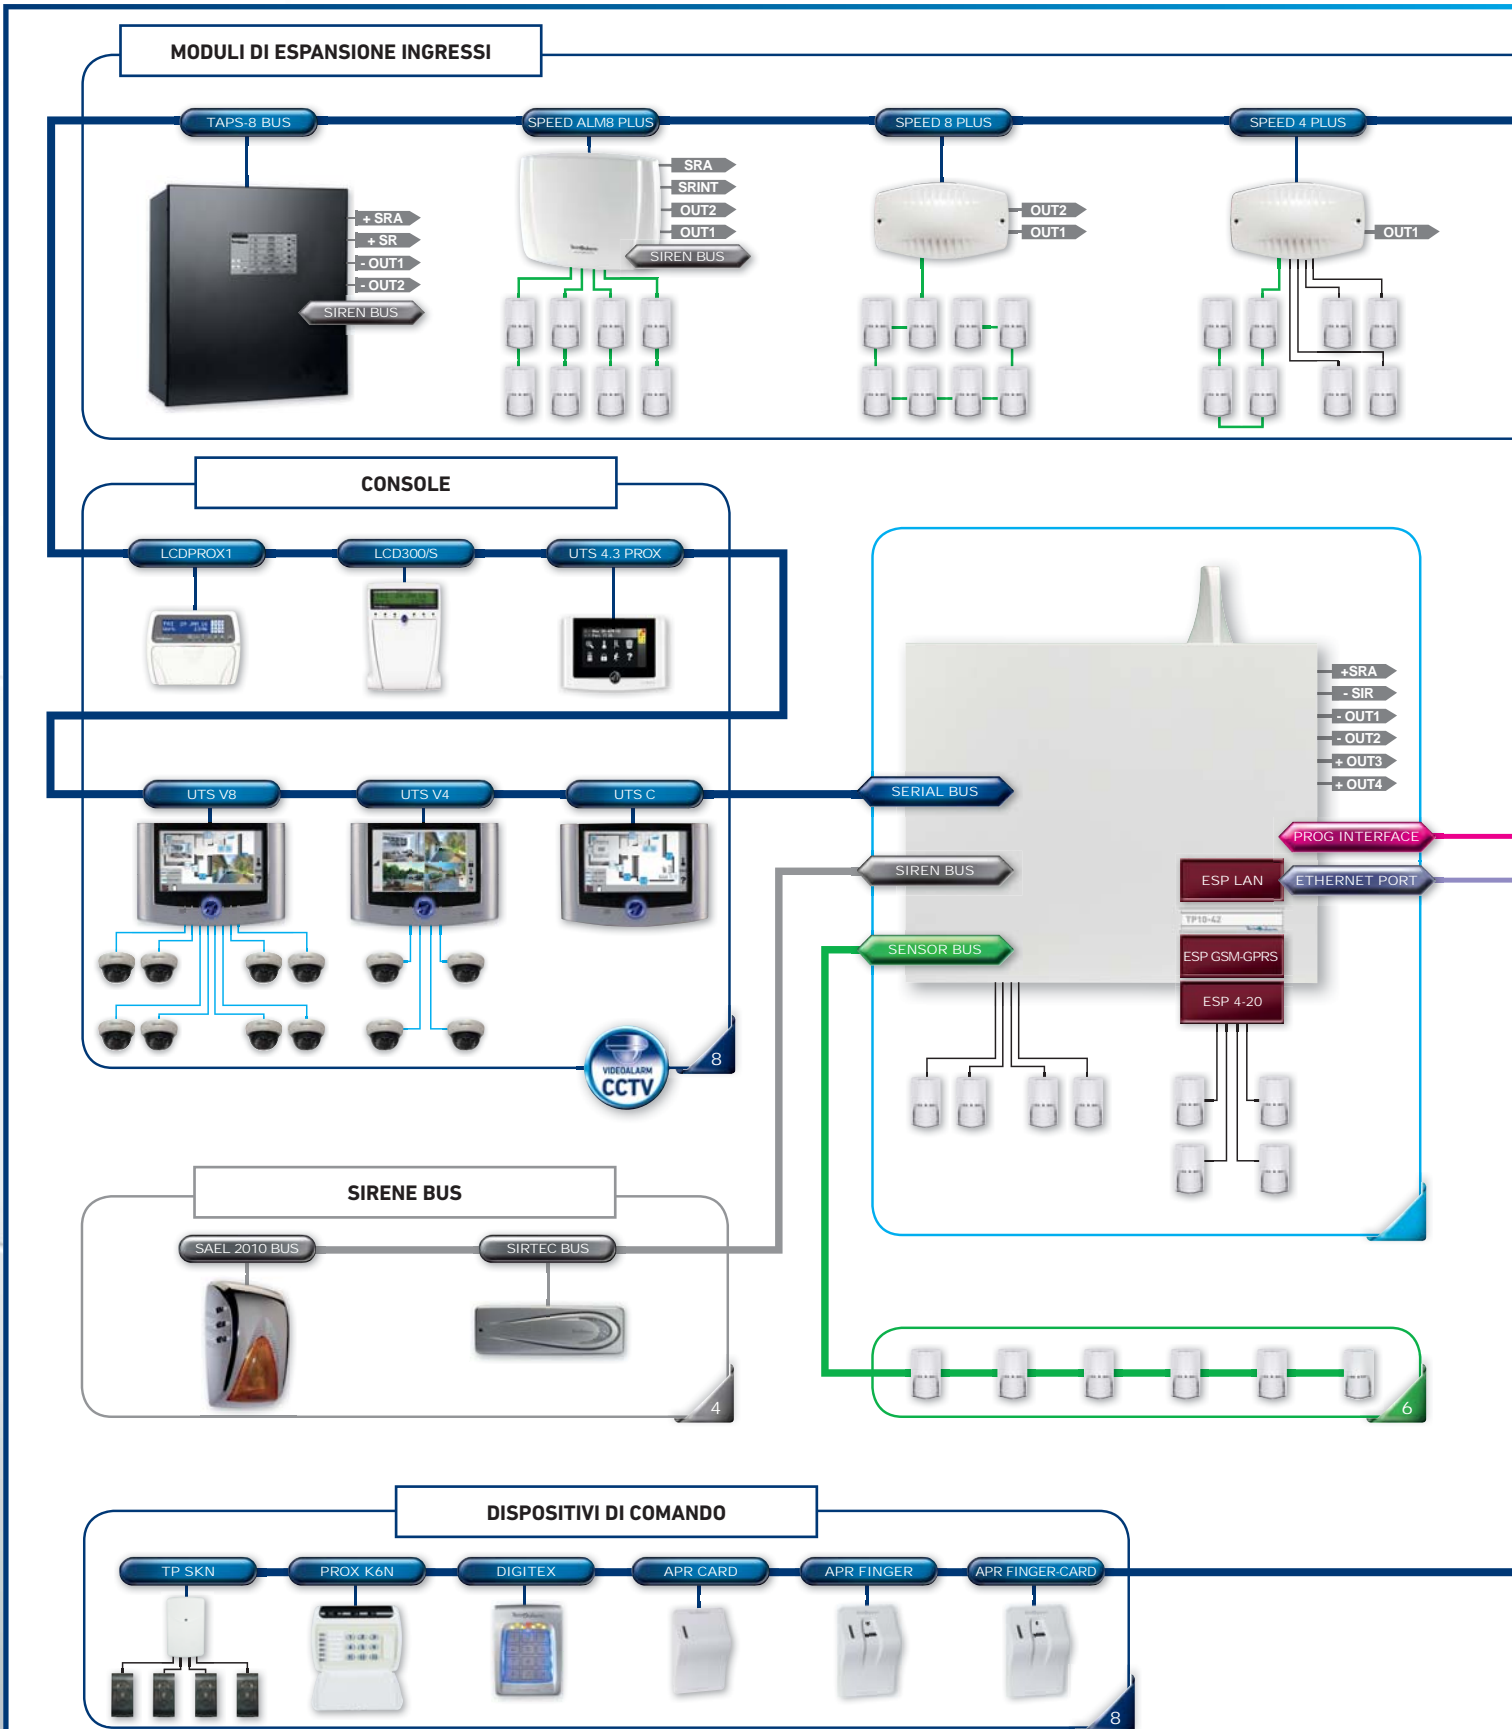 MODULI DI ESPANSIONE INGRESSI
TAPS-8 BUS
SPEED ALM8 PLUS
SPEED 8 PLUS
SPEED 4 PLUS
+ SRA
+ SR
- OUT1
- OUT2
SIREN BUS
SRA
SRINT
OUT2
OUT1
SIREN BUS
OUT2
OUT1
OUT1
CONSOLE
LCDPROX1
LCD300/S
UTS 4.3 PROX
UTS V8
UTS V4
UTS C
VIDEOALARM
CCTV
8
+SRA
- SIR
- OUT1
- OUT2
+ OUT3
+ OUT4
SERIAL BUS
PROG INTERFACE
SIREN BUS
ESP LAN
ETHERNET PORT
TP10-42
SENSOR BUS
ESP GSM-GPRS
ESP 4-20
SIRENE BUS
SAEL 2010 BUS
SIRTEC BUS
4
6
DISPOSITIVI DI COMANDO
TP SKN
PROX K6N
DIGITEX
APR CARD
APR FINGER
APR FINGER-CARD
8